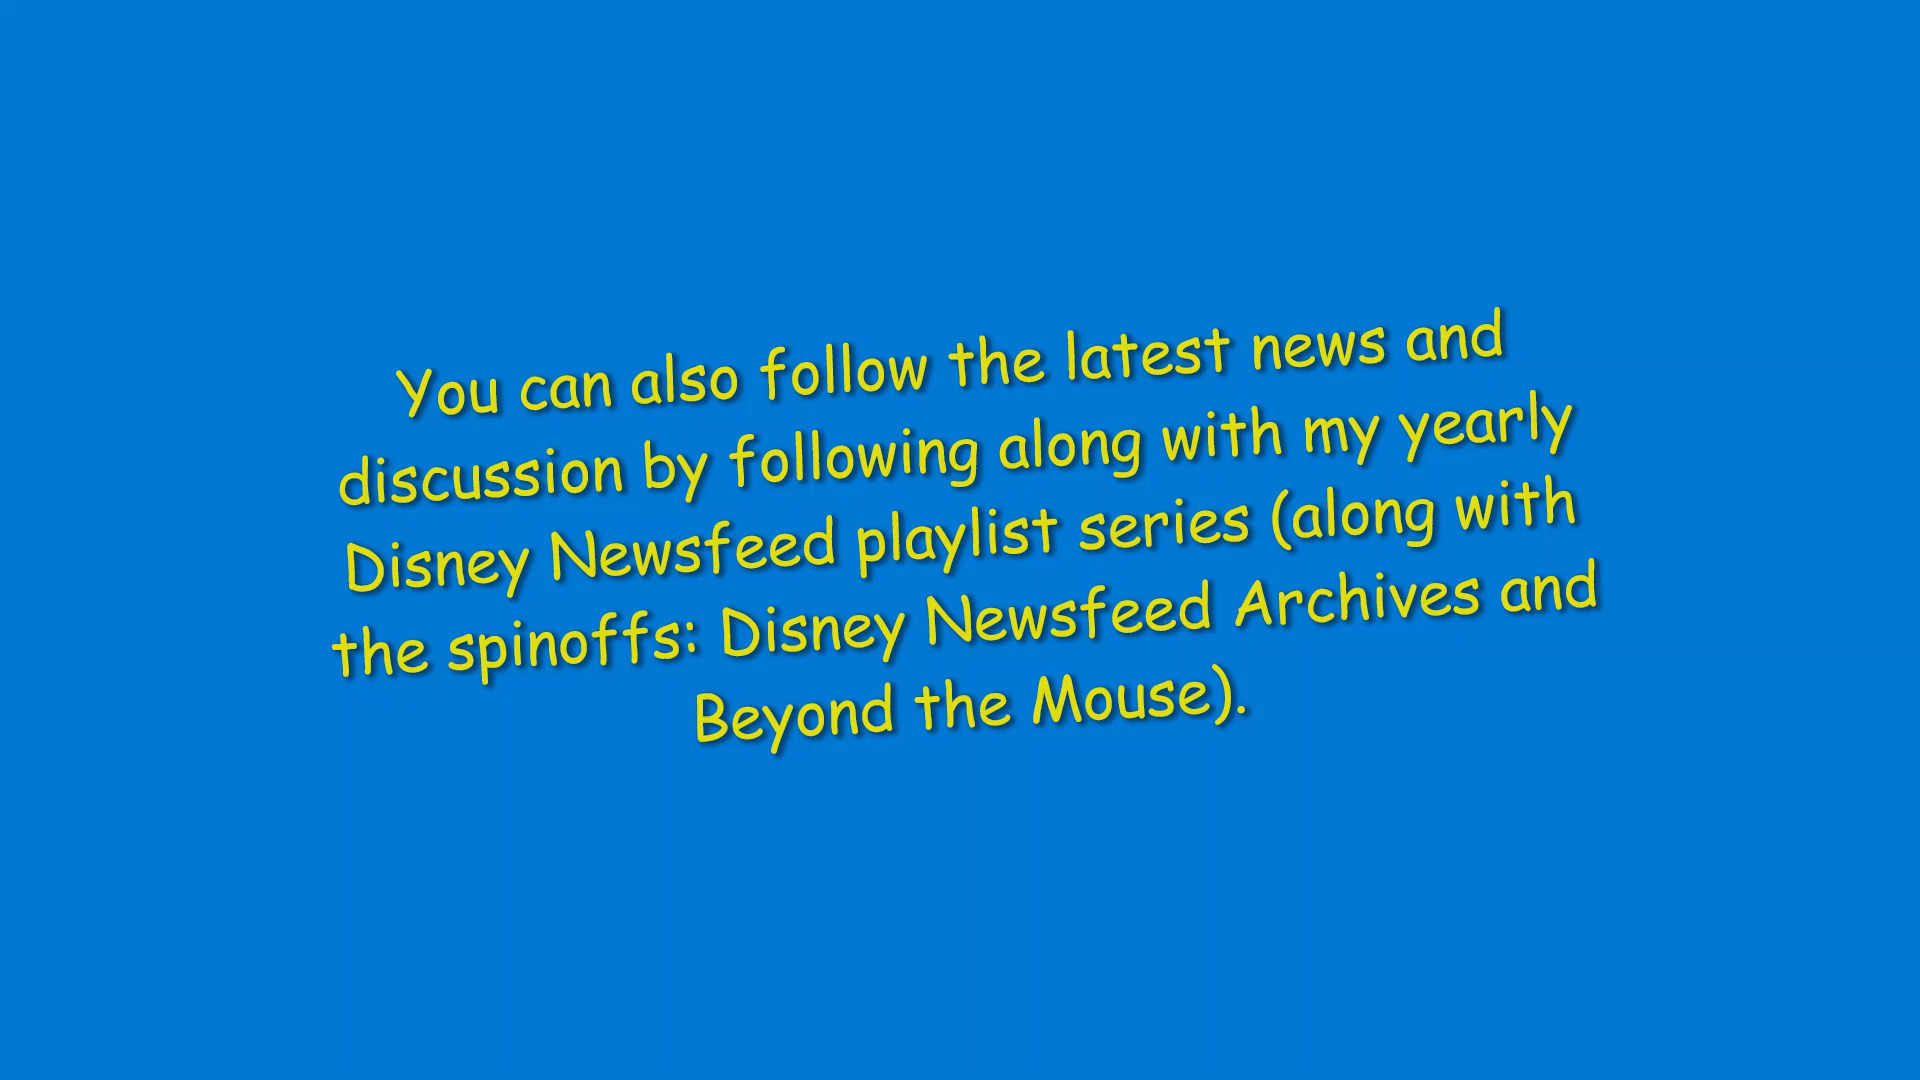 You can also follow the latest news and
discussion by following along with my yearly
Disney Newsfeed playlist series (along with
the spinoffs: Disney Newsfeed Archives and
Beyond the Mouse).